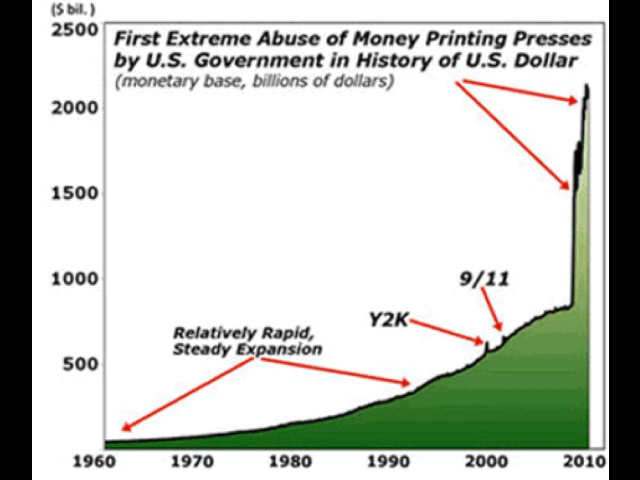 ($ bil.)
2500
First Extreme Abuse of Money Printing Presses
by U.S. Government in History of U.S. Dollar
(monetary base, billions of dollars)
2000
1500
1000
9/11
Y2K
Relatively Rapid,
Steady Expansion
500
1960 1970 1980 1990 2000 2010